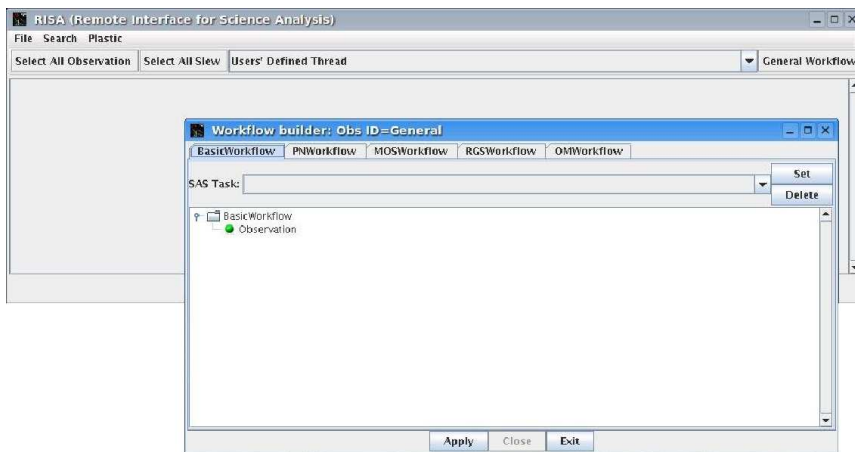 RISA (Remote Interface for Science Analysis)
File Search Plastic
Select All Observation Select All Slew Users' Defined Thread General Workflow
Workflow builder: Obs ID=General
BasicWorkflow PNWorkflow MOSWorkflow RGSWorkflow OMWorkflow
SAS Task: Set
Delete
BasicWorkflow
Observation
Apply Close Exit